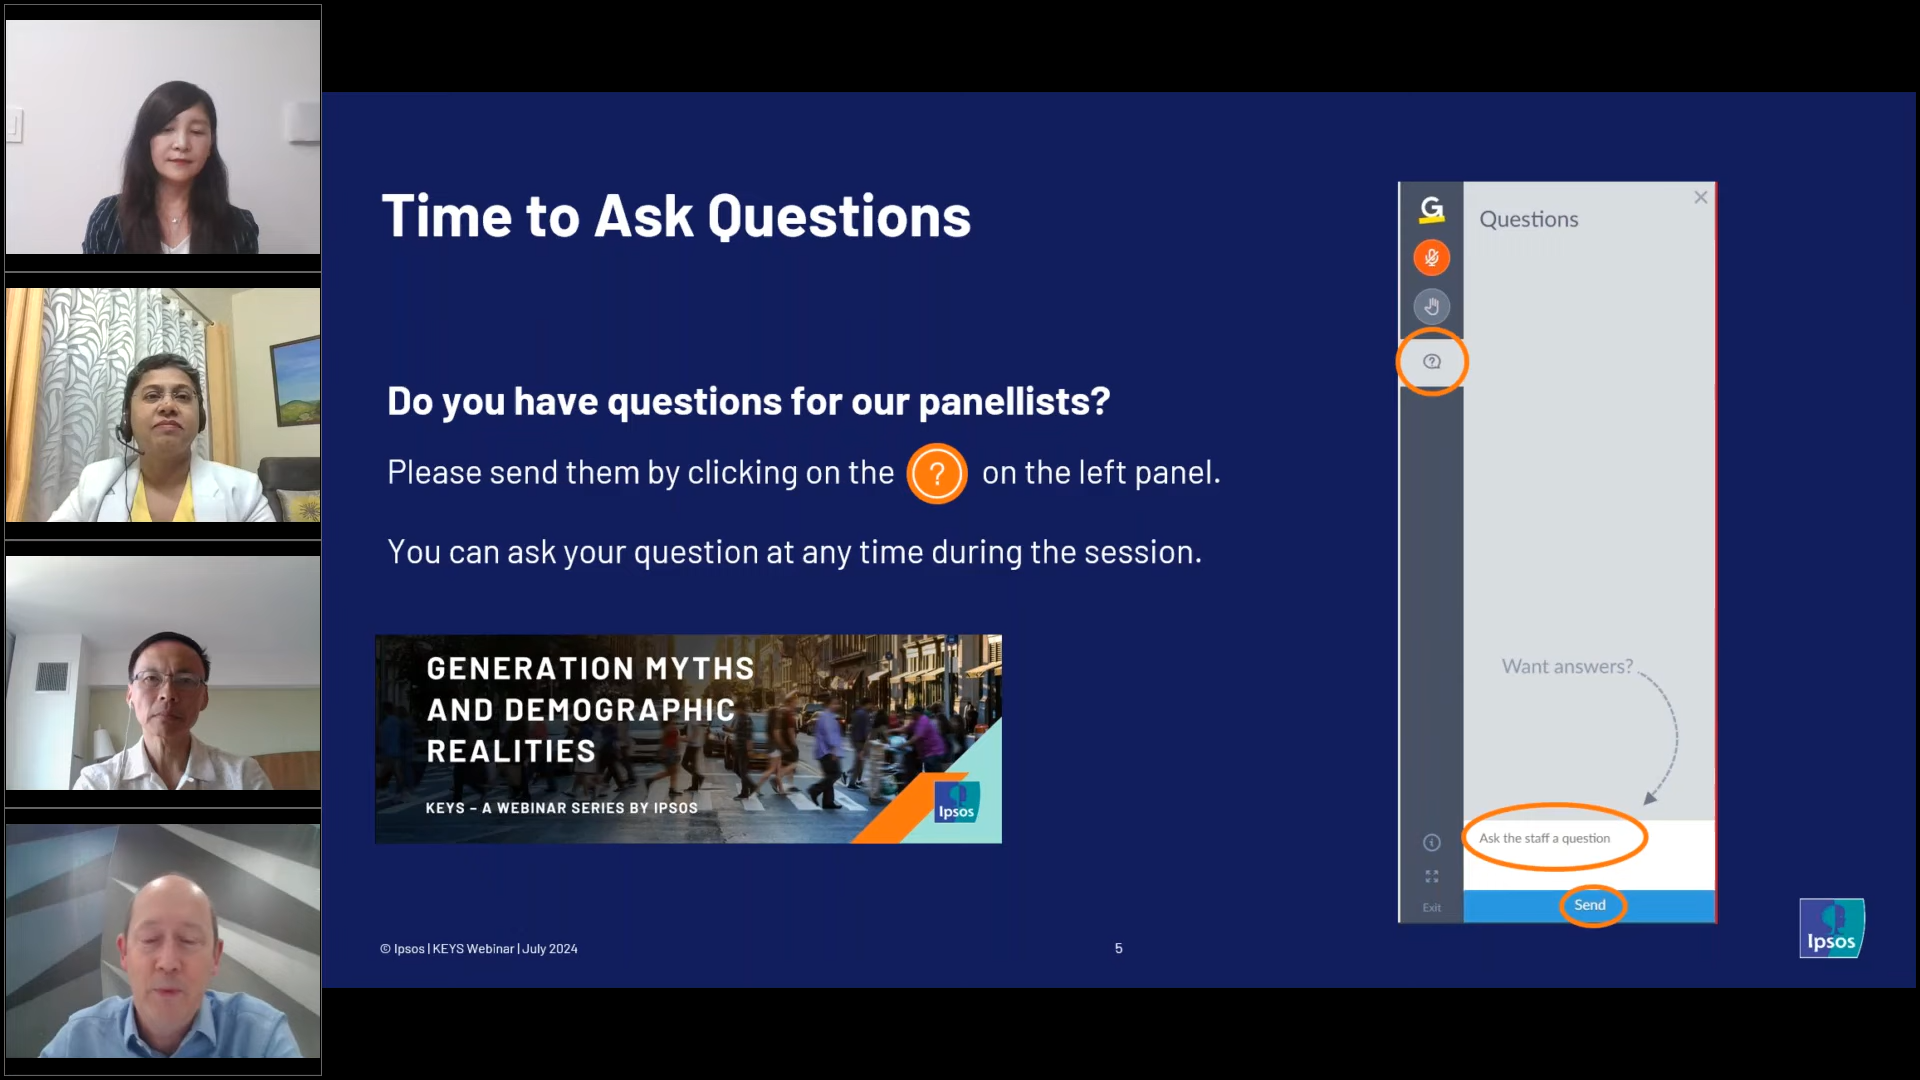 Time to Ask Questions
Do you have questions for our panellists?
Please send them by clicking on the ? on the left panel.
You can ask your question at any time during the session.
GENERATION MYTHS
AND DEMOGRAPHIC
REALITIES
KEYS – A WEBINAR SERIES BY IPSOS
Ipsos
© Ipsos | KEYS Webinar | July 2024
5
G
Questions
Want answers?
Ask the staff a question
Send
Exit
Ipsos